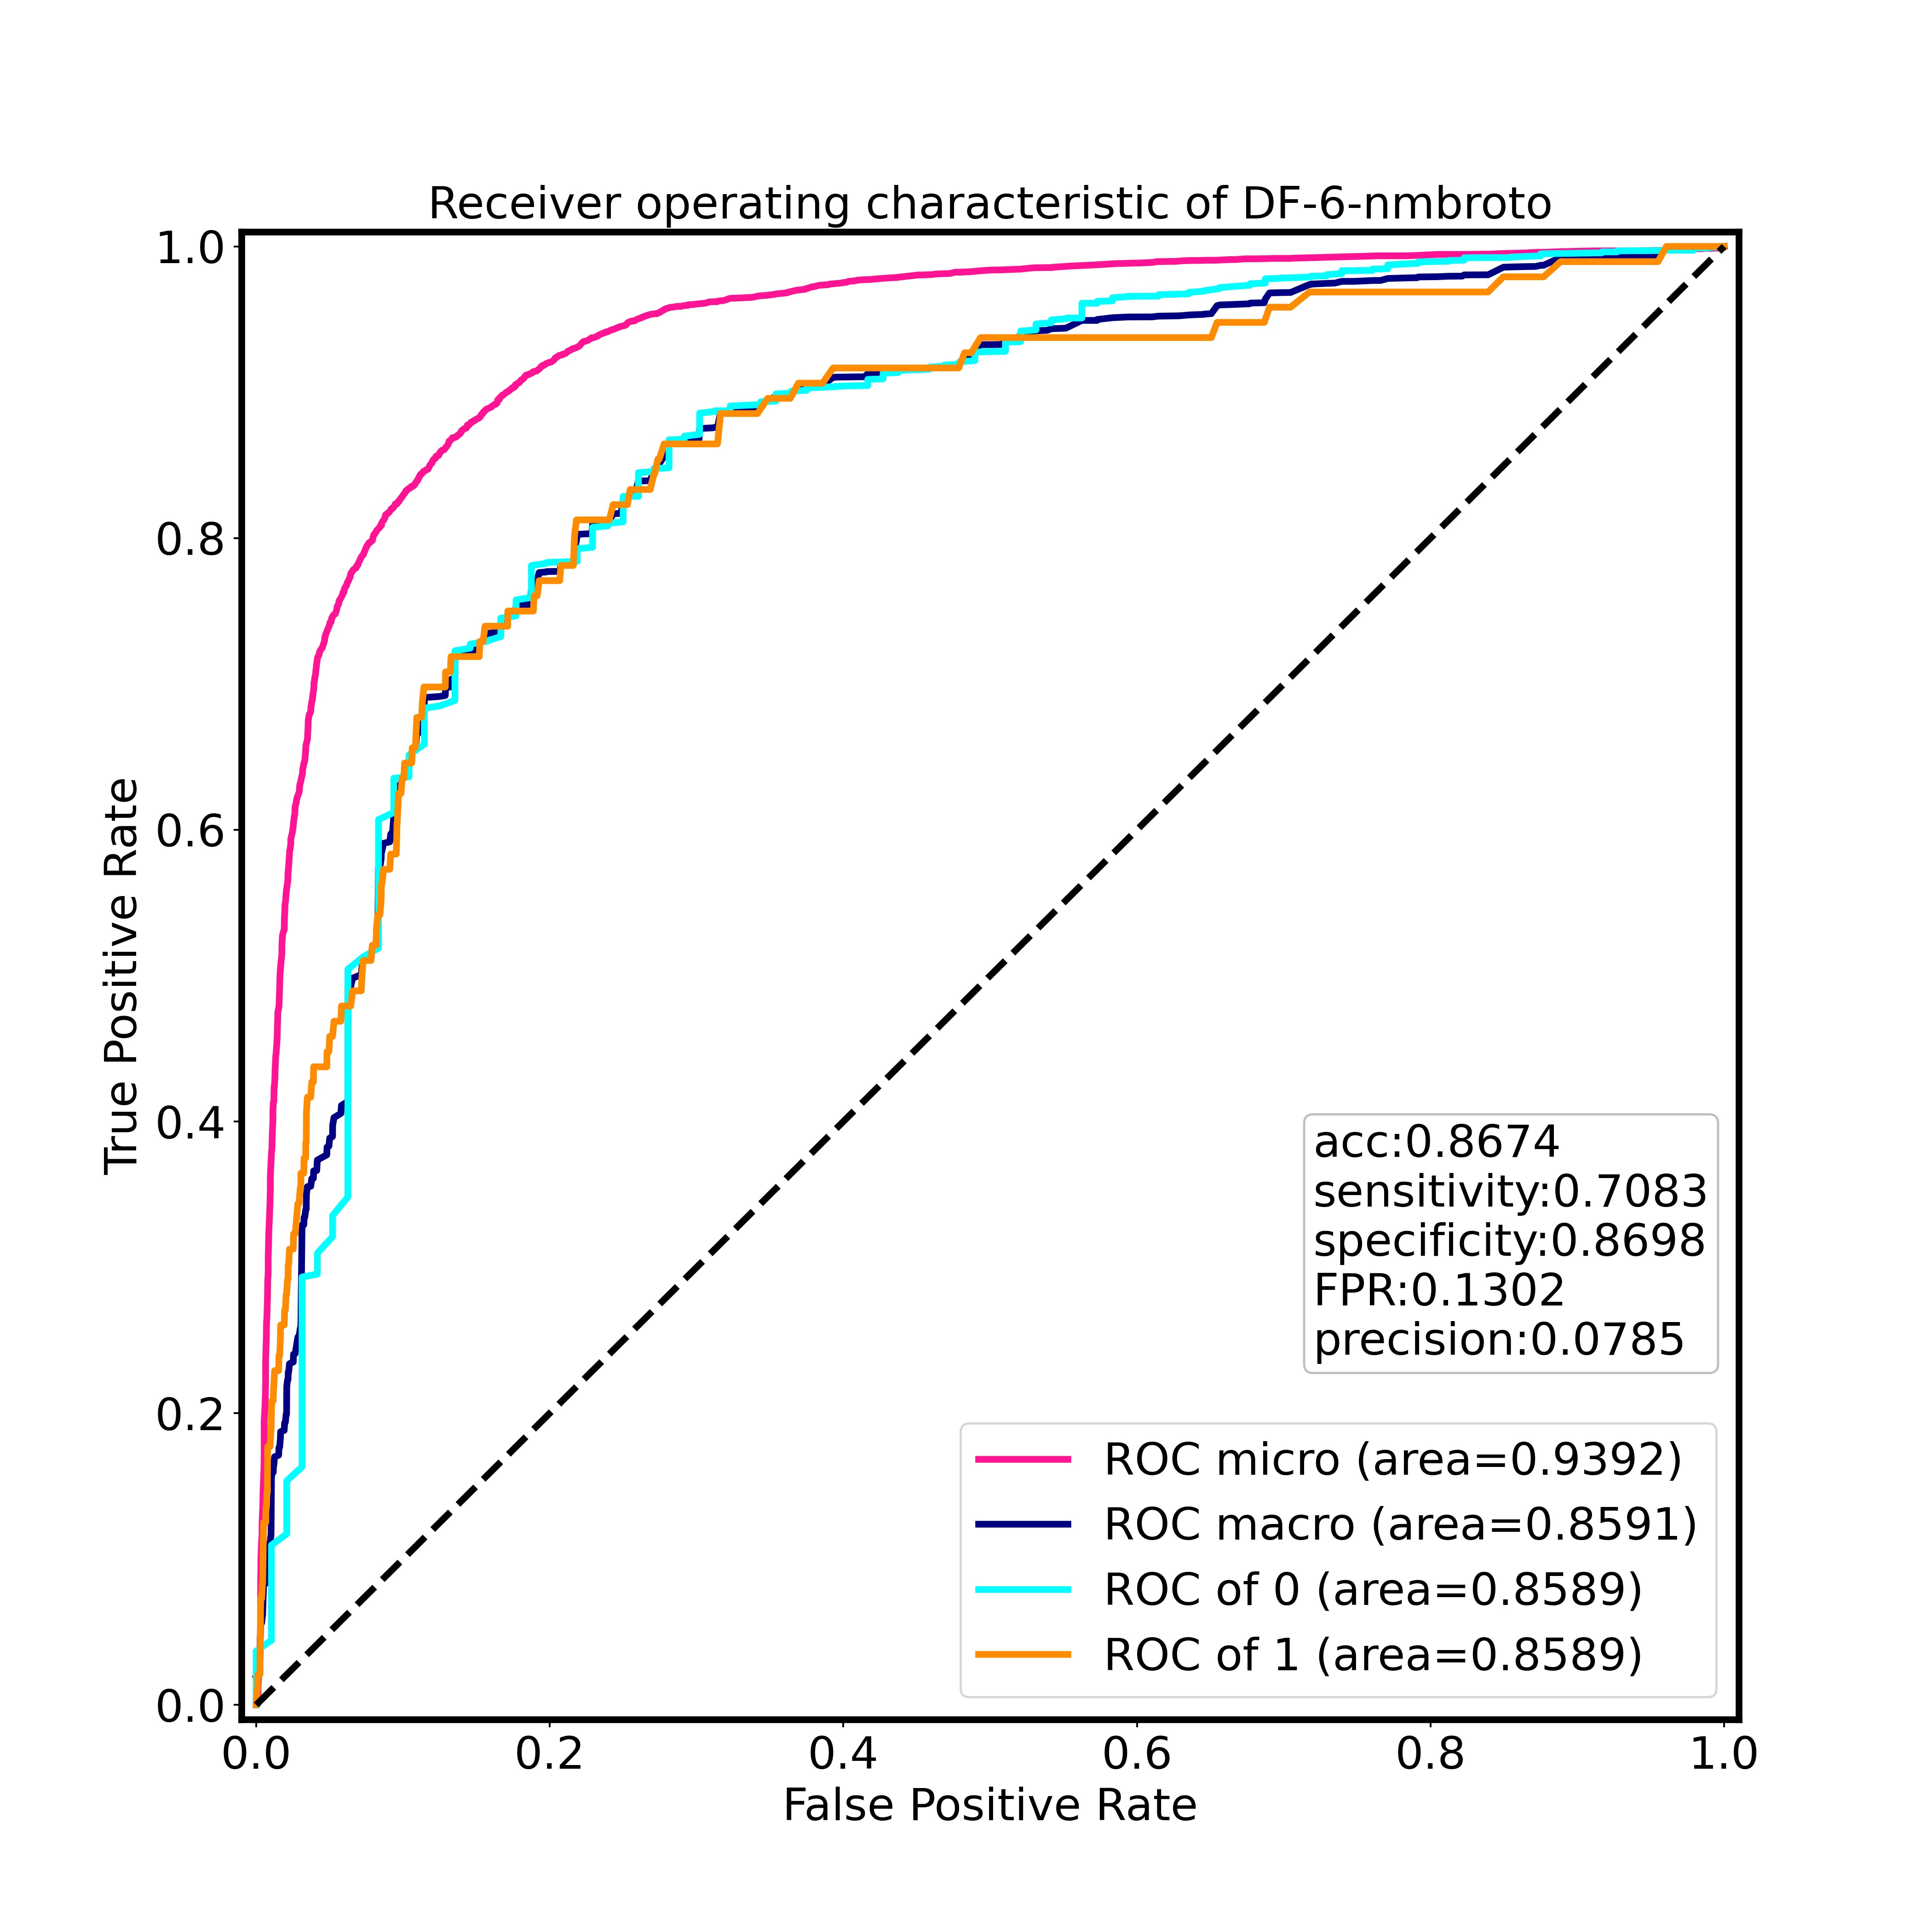 Receiver operating characteristic of DF-6-nmbroto
1.0
0.8
0.6
0.4
0.2
0.0
True Positive Rate
acc:0.8674
sensitivity:0.7083
specificity:0.8698
FPR:0.1302
precision:0.0785
ROC micro (area=0.9392)
ROC macro (area=0.8591)
ROC of 0 (area=0.8589)
ROC of 1 (area=0.8589)
0.0 0.2 0.4 0.6 0.8 1.0
False Positive Rate